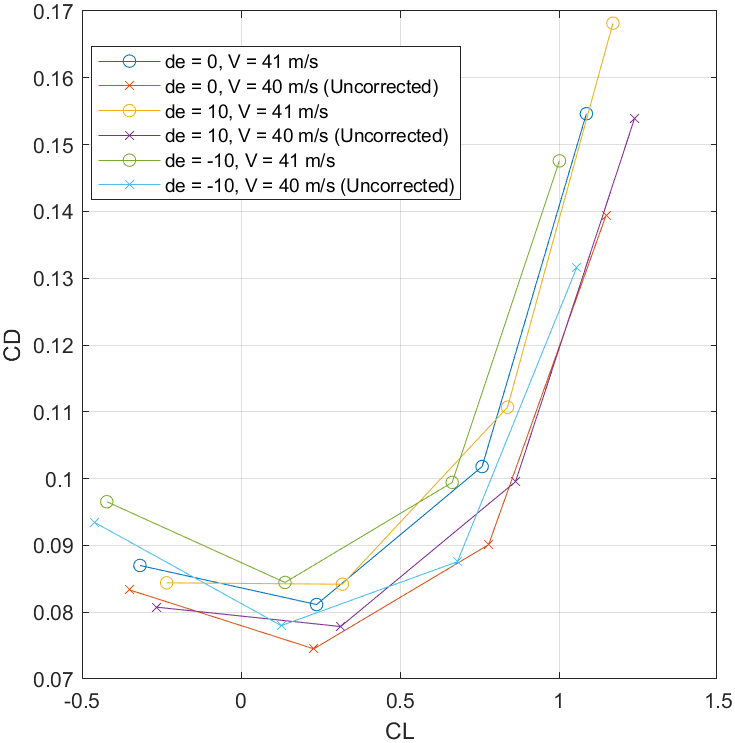 0.17
0.16
0.15
0.14
0.13
0.12
0.11
0.1
0.09
0.08
0.07
CD
de = 0, V = 41 m/s
de = 0, V = 40 m/s (Uncorrected)
de = 10, V = 41 m/s
de = 10, V = 40 m/s (Uncorrected)
de = -10, V = 41 m/s
de = -10, V = 40 m/s (Uncorrected)
-0.5 0 0.5 1 1.5
CL